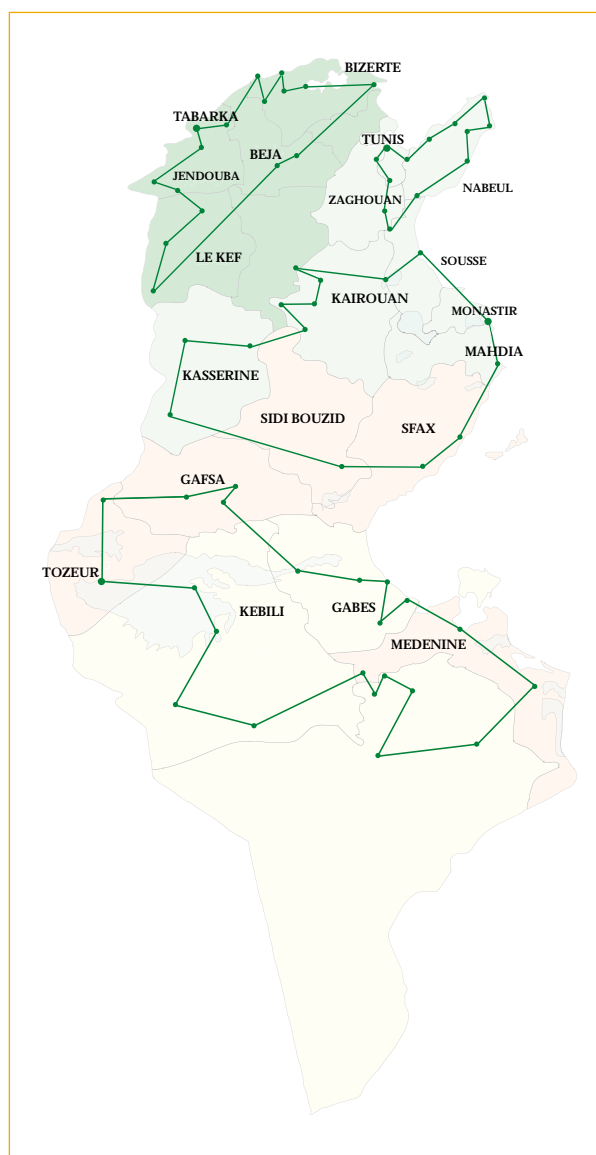 BIZERTE
TABARKA
TUNIS
BEJA
JENDOUBA
NABEUL
ZAGHOUAN
LE KEF
SOUSSE
KAIROUAN
MONASTIR
MAHDIA
KASSERINE
SIDI BOUZID
SFAX
GAFSA
TOZEUR
KEBILI
GABES
MEDENINE